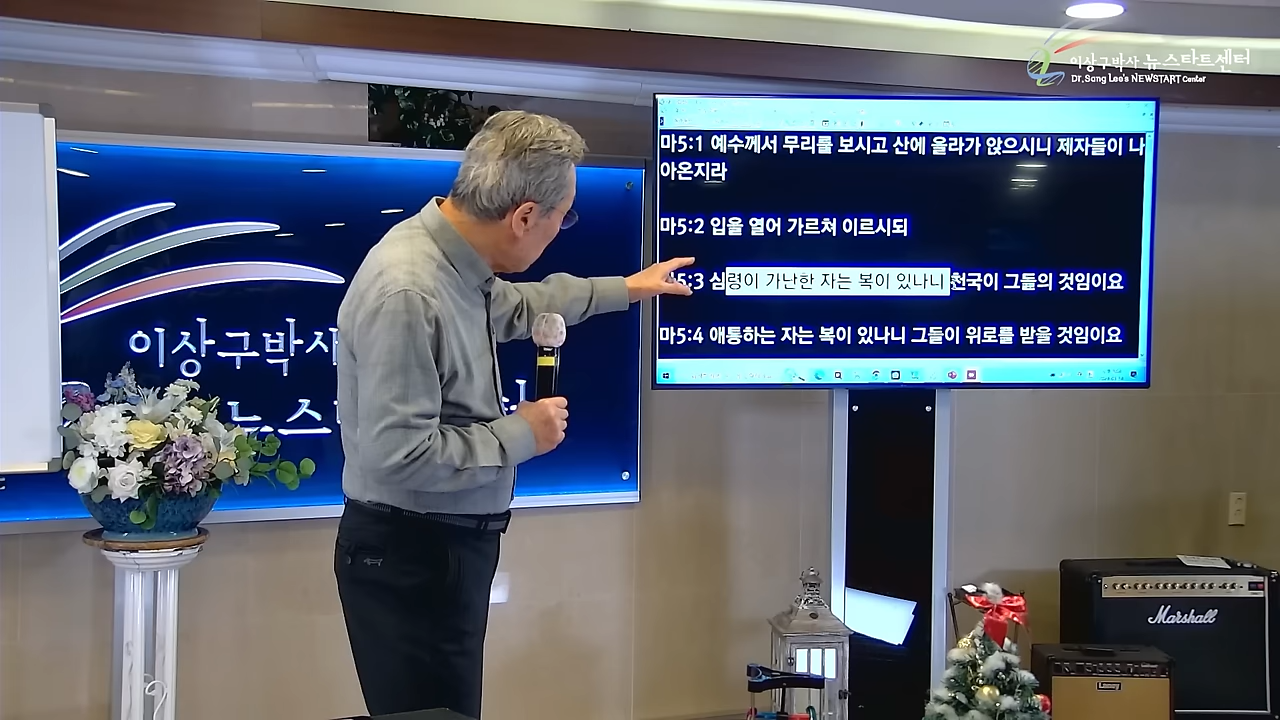 이상구박사 뉴스타트센터
Dr. Sang Lee's NEWSTART Center
마5:1 예수께서 무리를 보시고 산에 올라가 앉으시니 제자들이 나
아온지라
마5:2 입을 열어 가르쳐 이르시되
5:3 심령이 가난한 자는 복이 있나니 천국이 그들의 것임이요
마5:4 애통하는 자는 복이 있나니 그들이 위로를 받을 것임이요
이상구박사
뉴스
Marshall
Laney